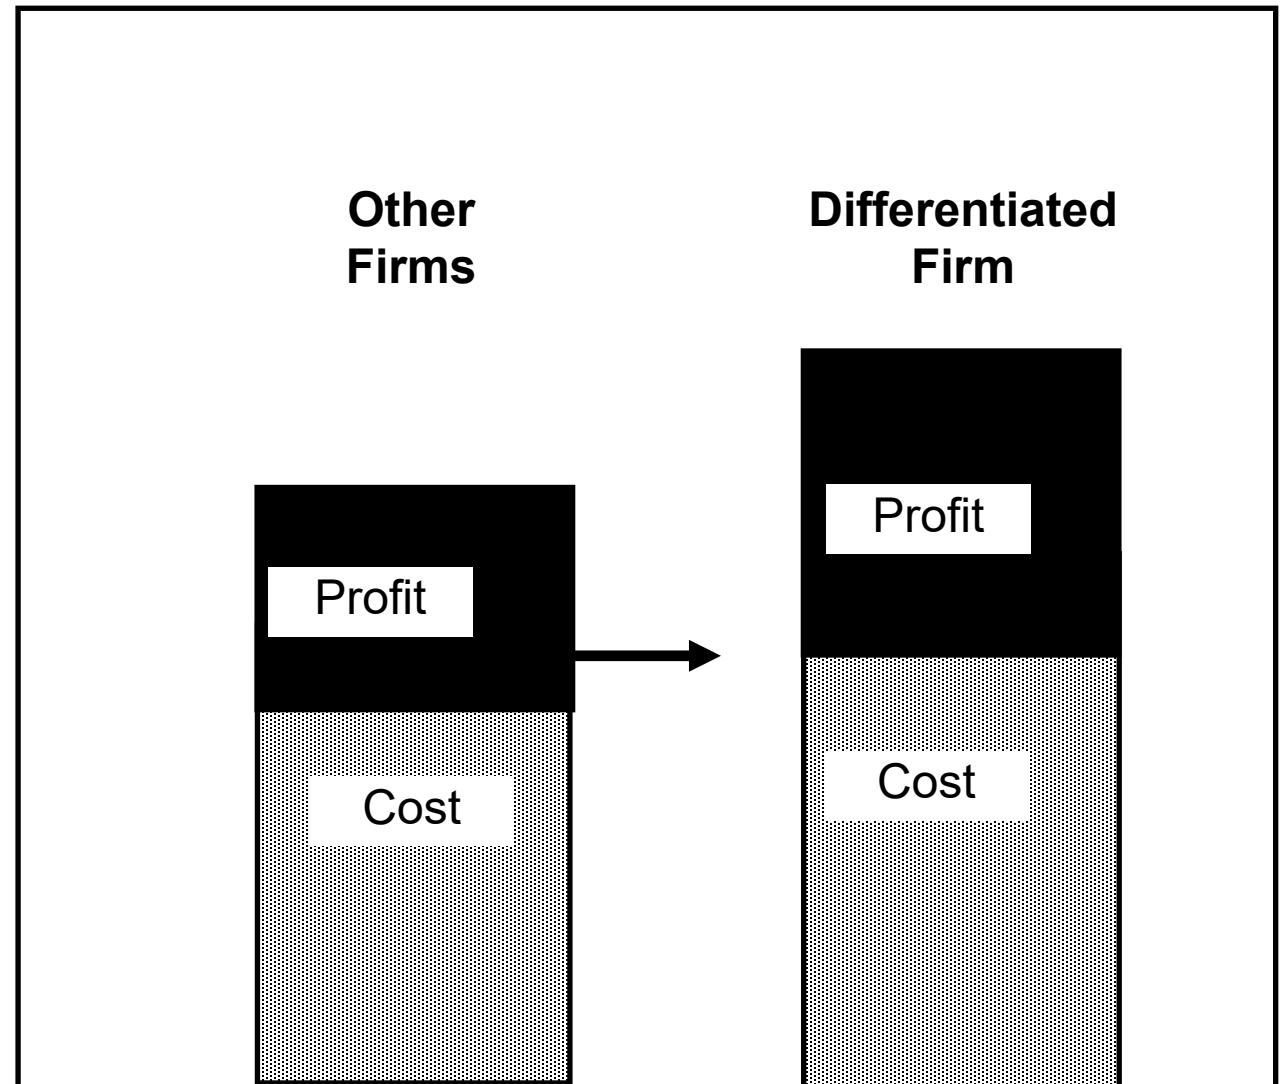 Other
Firms
Differentiated
Firm
Profit
Profit
Cost
Cost